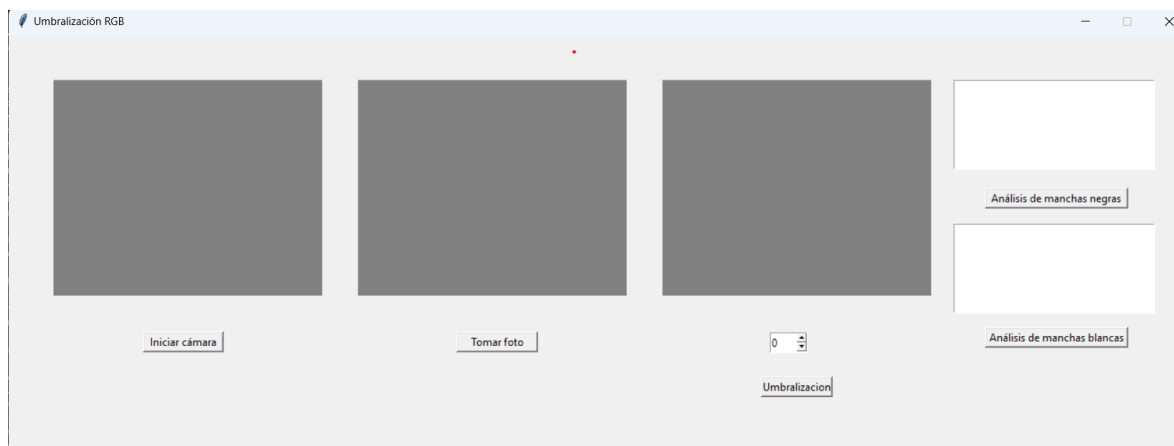 Umbralización RGB
Análisis de manchas negras
Iniciar cámara
Tomar foto
0
Análisis de manchas blancas
Umbralizacion